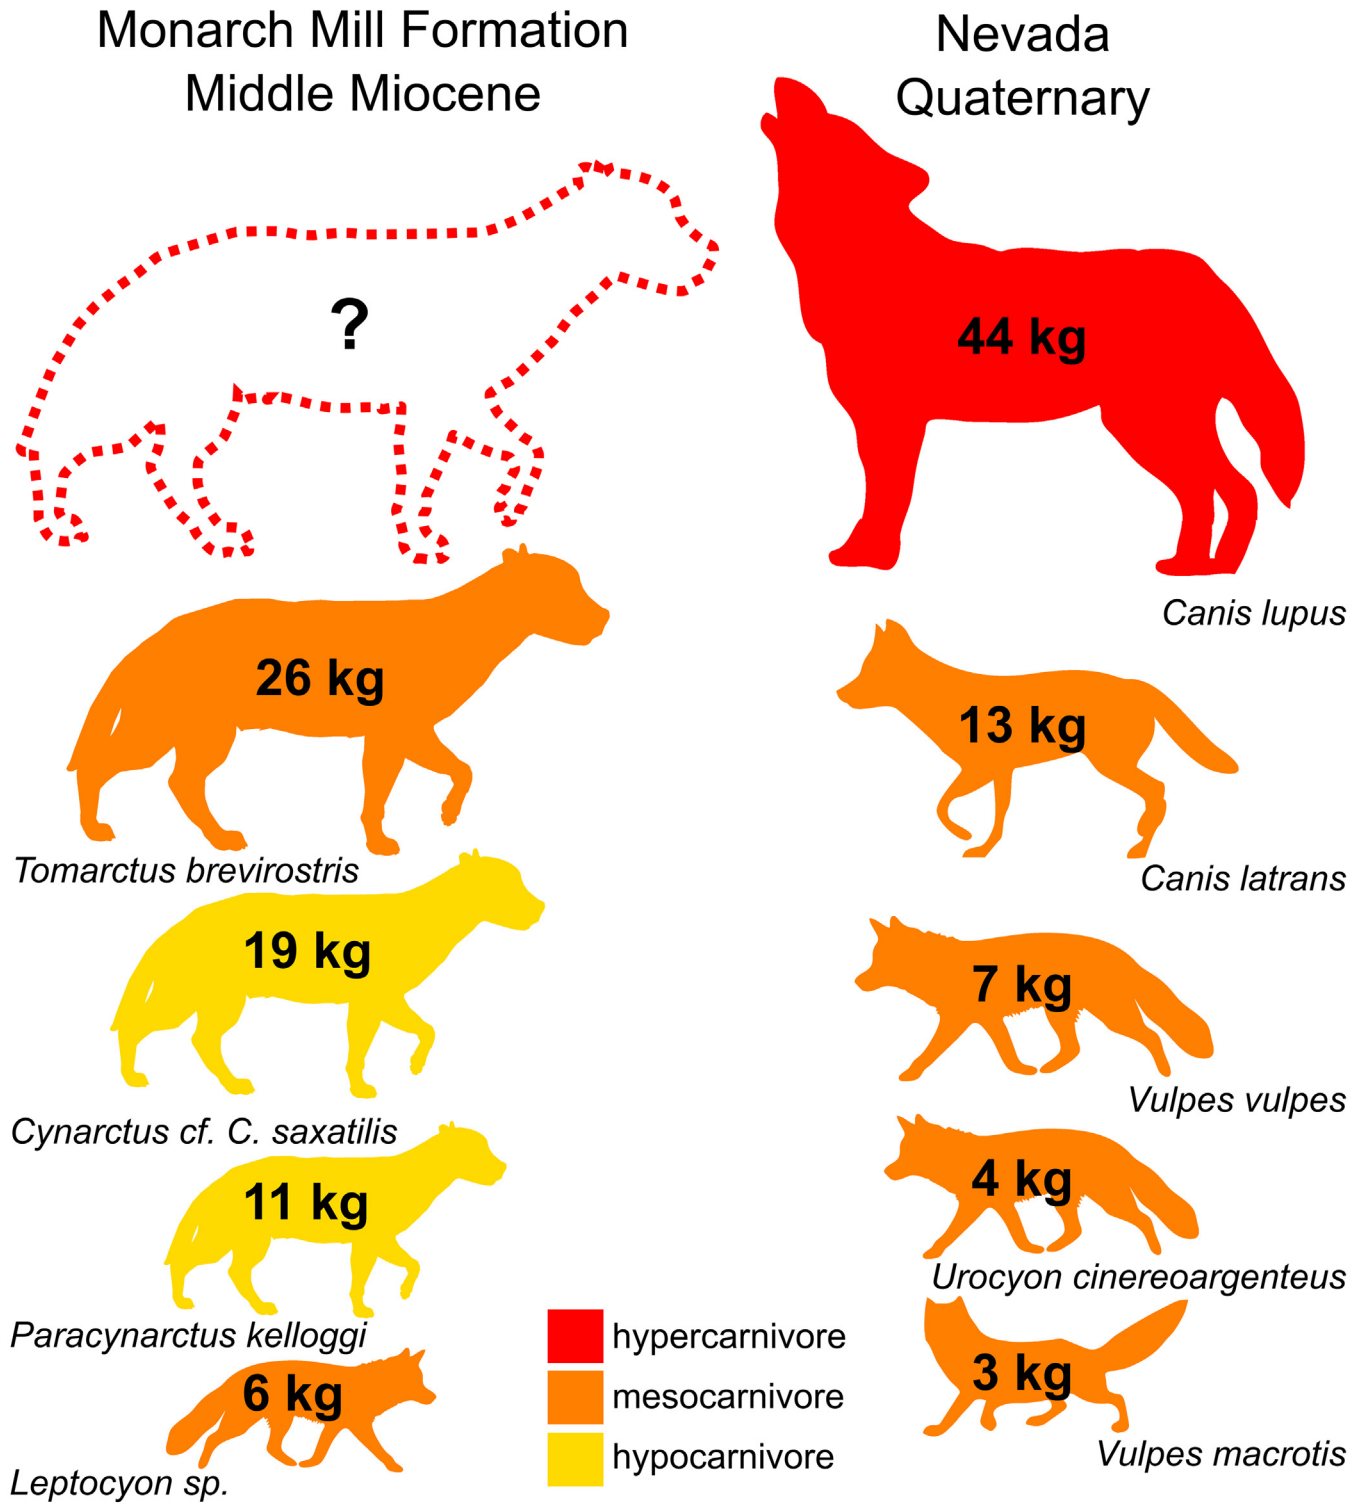 Monarch Mill Formation
Middle Miocene
?
26 kg
Tomarctus brevirostris
19 kg
Cynarctus cf. C. saxatilis
11 kg
Paracynarctus kelloggi
6 kg
Leptocyon sp.
Nevada
Quaternary
44 kg
Canis lupus
13 kg
Canis latrans
7 kg
Vulpes vulpes
4 kg
Urocyon cinereoargenteus
3 kg
Vulpes macrotis
hypercarnivore
mesocarnivore
hypocarnivore